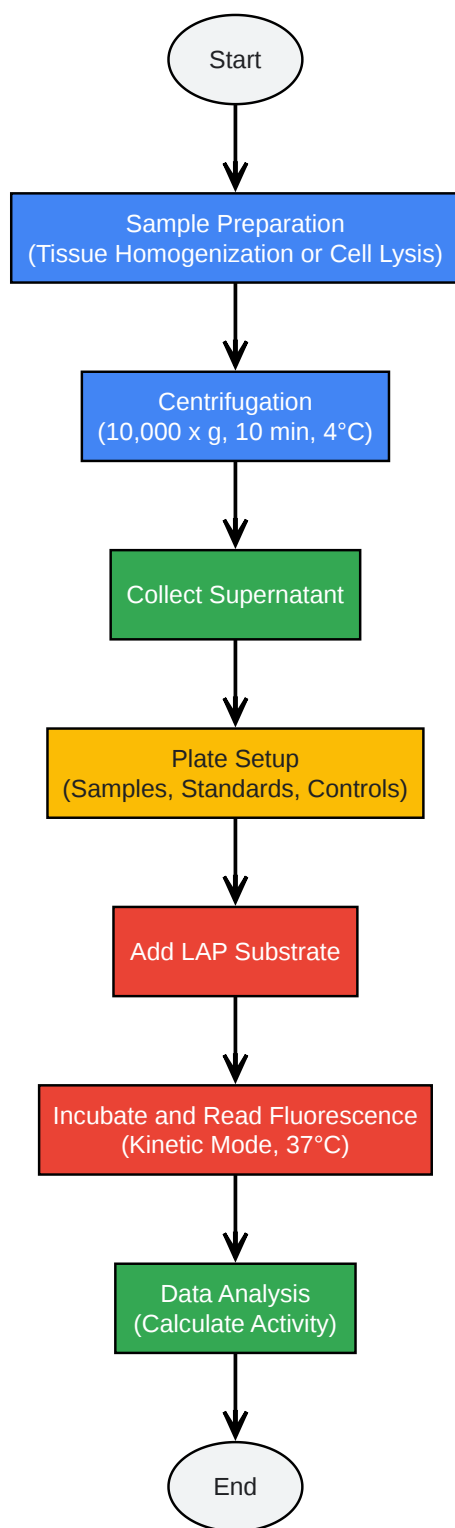 Start
Sample Preparation
(Tissue Homogenization or Cell Lysis)
Centrifugation
(10,000 x g, 10 min, 4°C)
Collect Supernatant
Plate Setup
(Samples, Standards, Controls)
Add LAP Substrate
Incubate and Read Fluorescence
(Kinetic Mode, 37°C)
Data Analysis
(Calculate Activity)
End